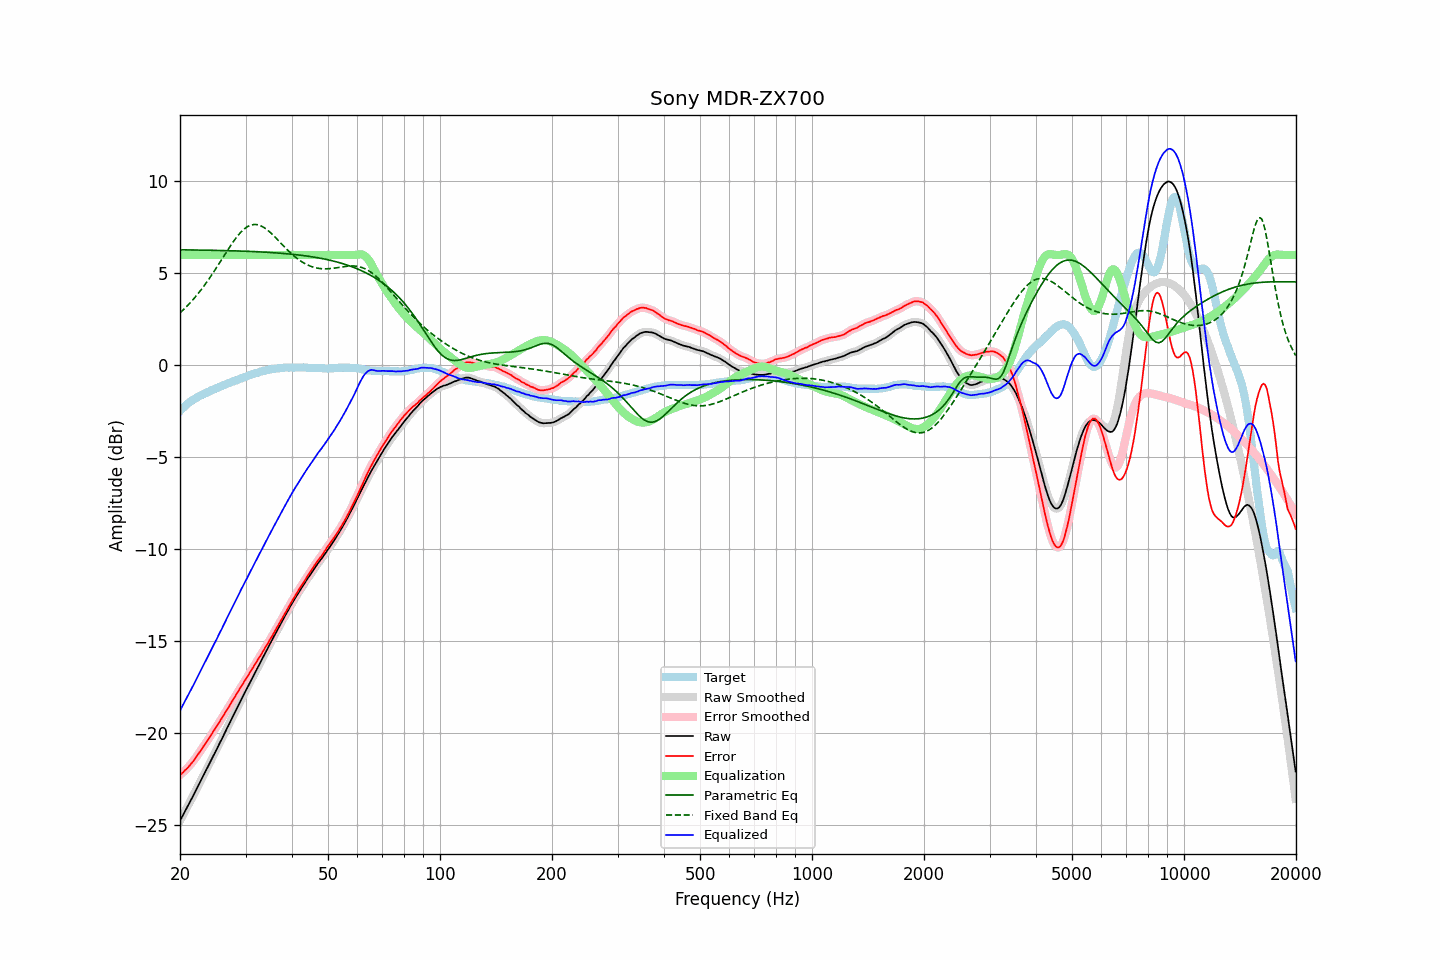 Sony MDR-ZX700
Amplitude (dBr)
10
5
0
−5
−10
−15
−20
−25
Target
Raw Smoothed
Error Smoothed
Raw
Error
Equalization
Parametric Eq
Fixed Band Eq
Equalized
20 50 100 200 500 1000 2000 5000 10000 20000
Frequency (Hz)